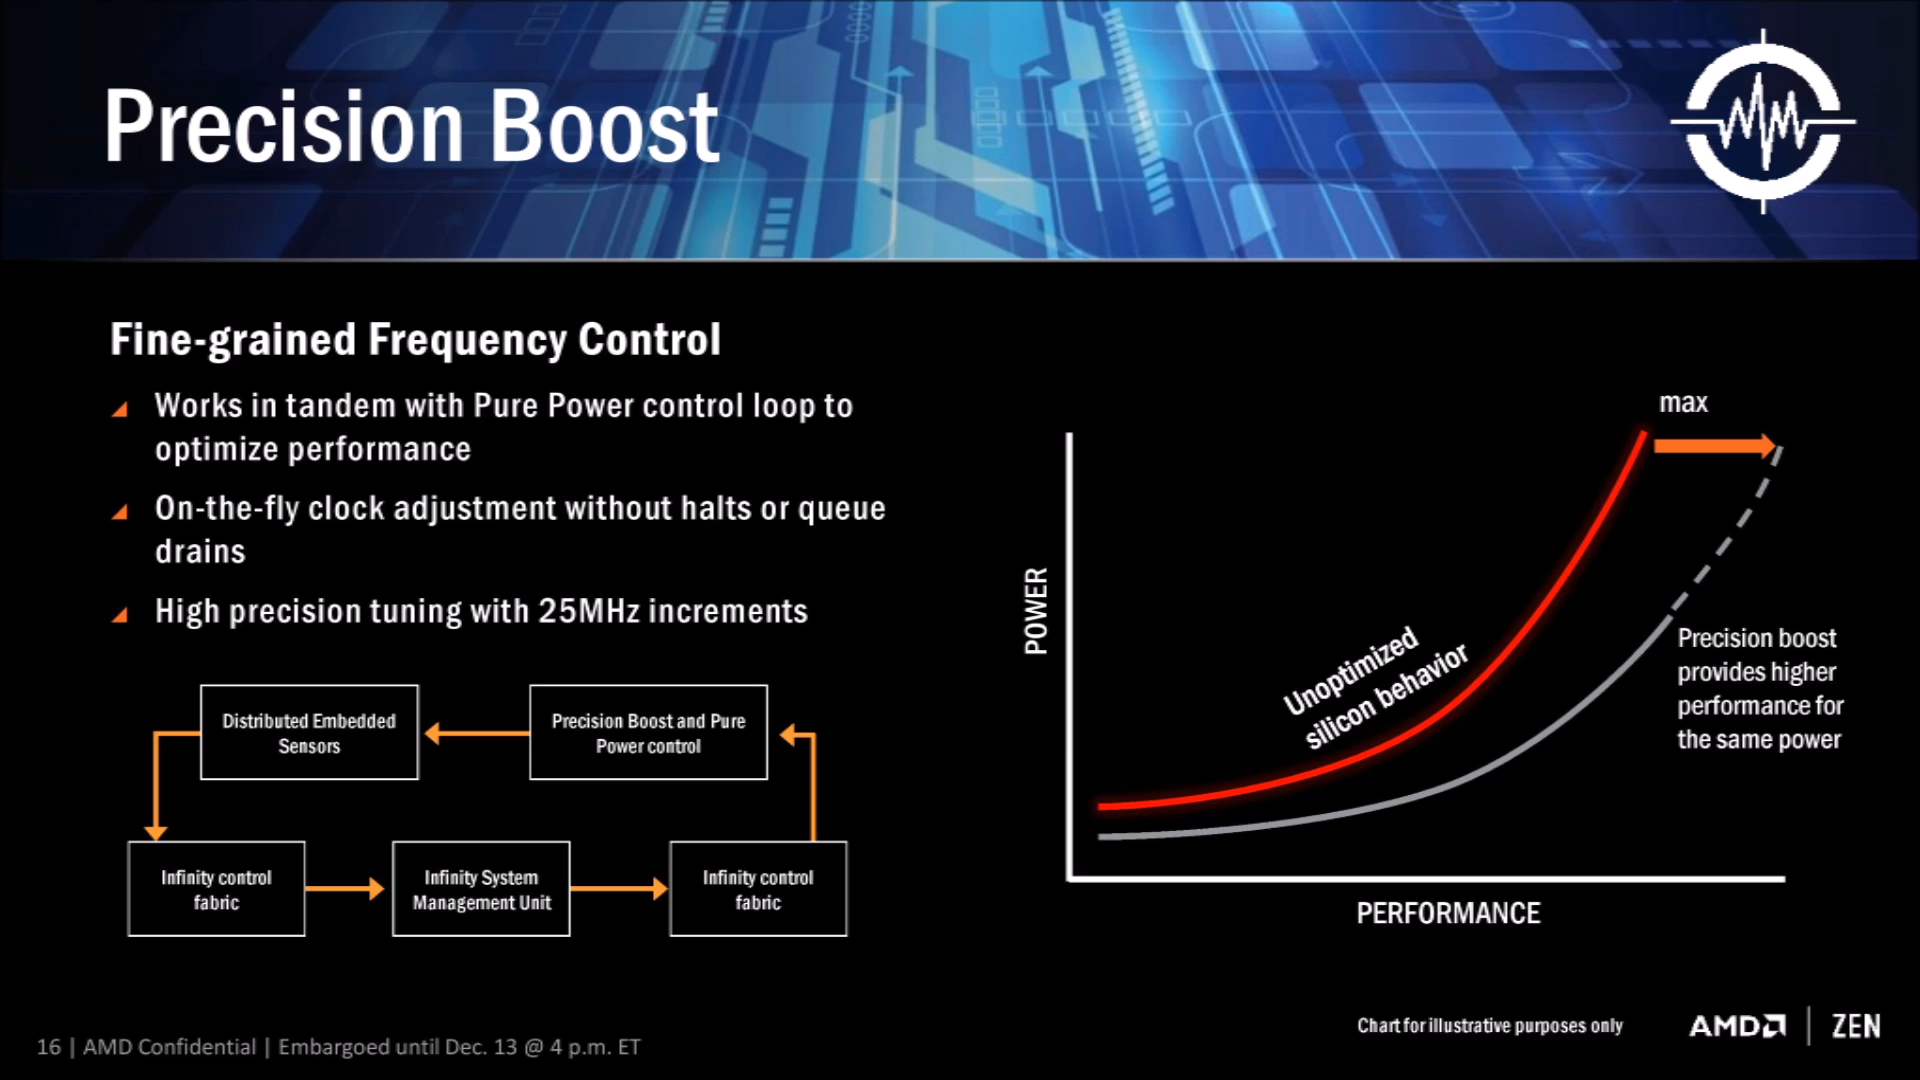 Precision Boost
Fine-grained Frequency Control
Works in tandem with Pure Power control loop to
optimize performance
On-the-fly clock adjustment without halts or queue
drains
High precision tuning with 25MHz increments
Distributed Embedded
Sensors
Precision Boost and Pure
Power control
Infinity control
fabric
Infinity System
Management Unit
Infinity control
fabric
max
POWER
Unoptimized
silicon behavior
Precision boost
provides higher
performance for
the same power
PERFORMANCE
Chart for illustrative purposes only
AMD | ZEN
16 | AMD Confidential | Embargoed until Dec. 13 @ 4 p.m. ET